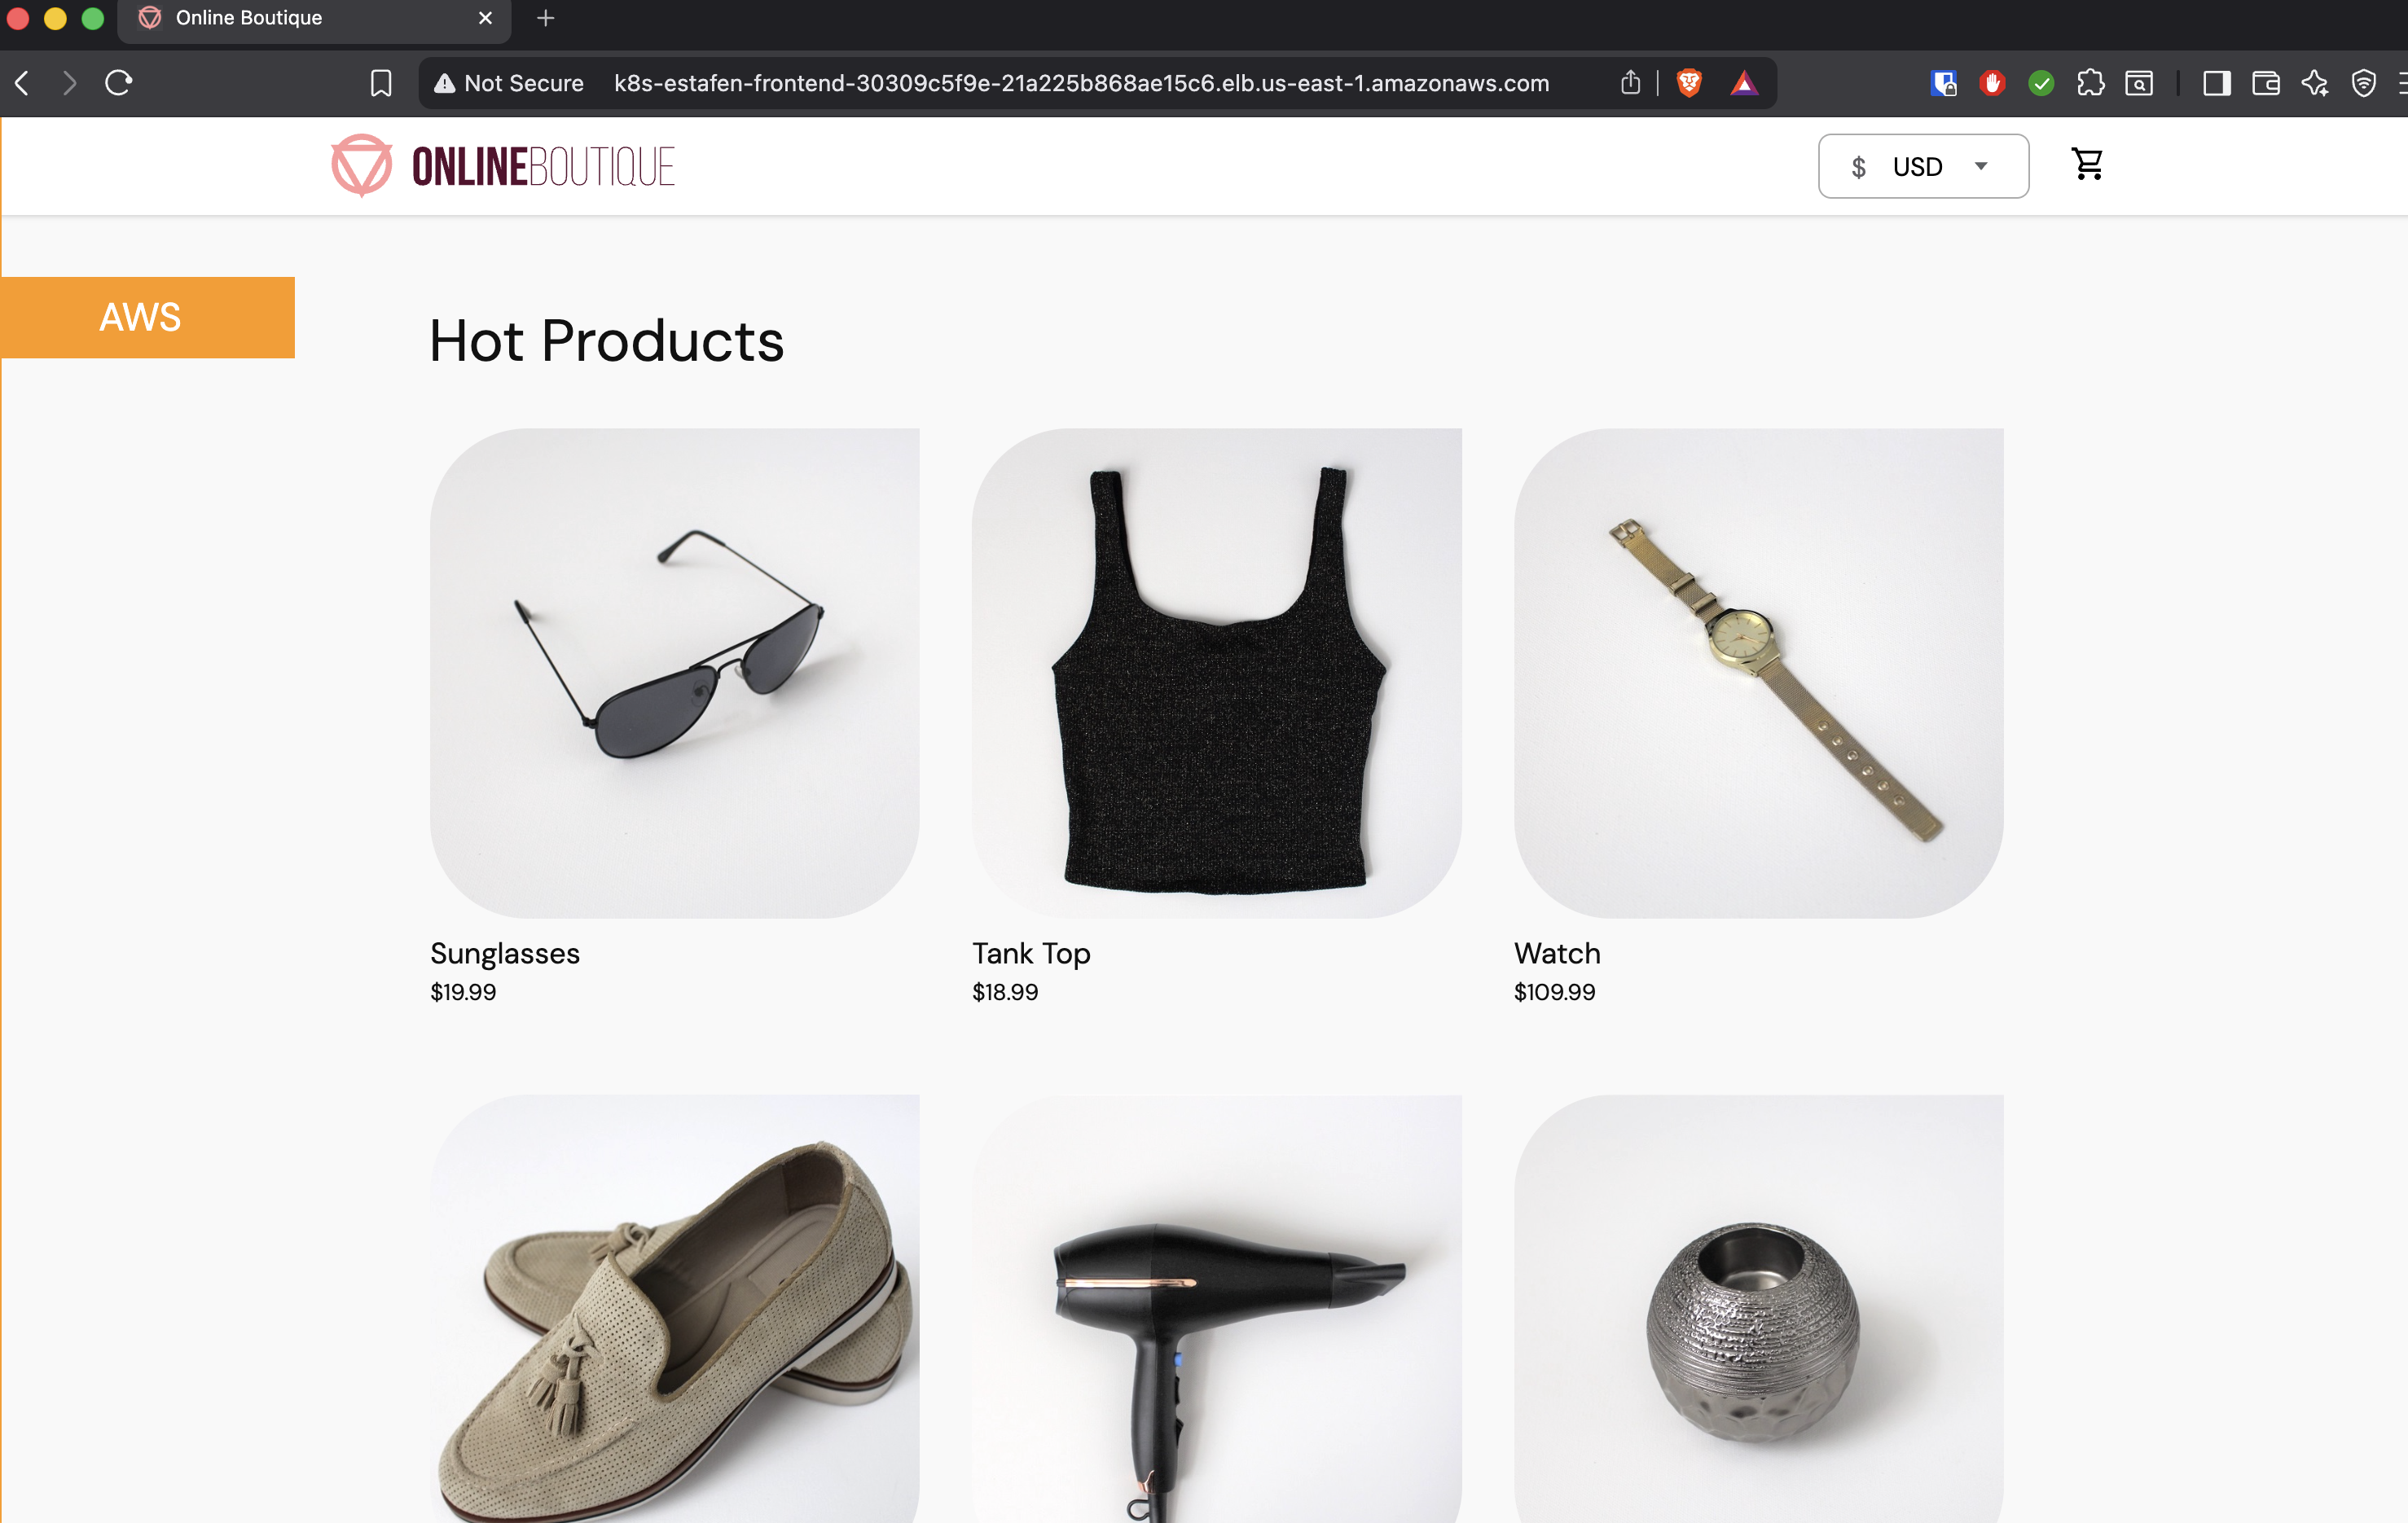 Online Boutique
Not Secure k8s-estafen-frontend-30309c5f9e-21a225b868ae15c6.elb.us-east-1.amazonaws.com
ONLINEBOUTIQUE
$ USD
AWS
Hot Products
Sunglasses
$19.99
Tank Top
$18.99
Watch
$109.99